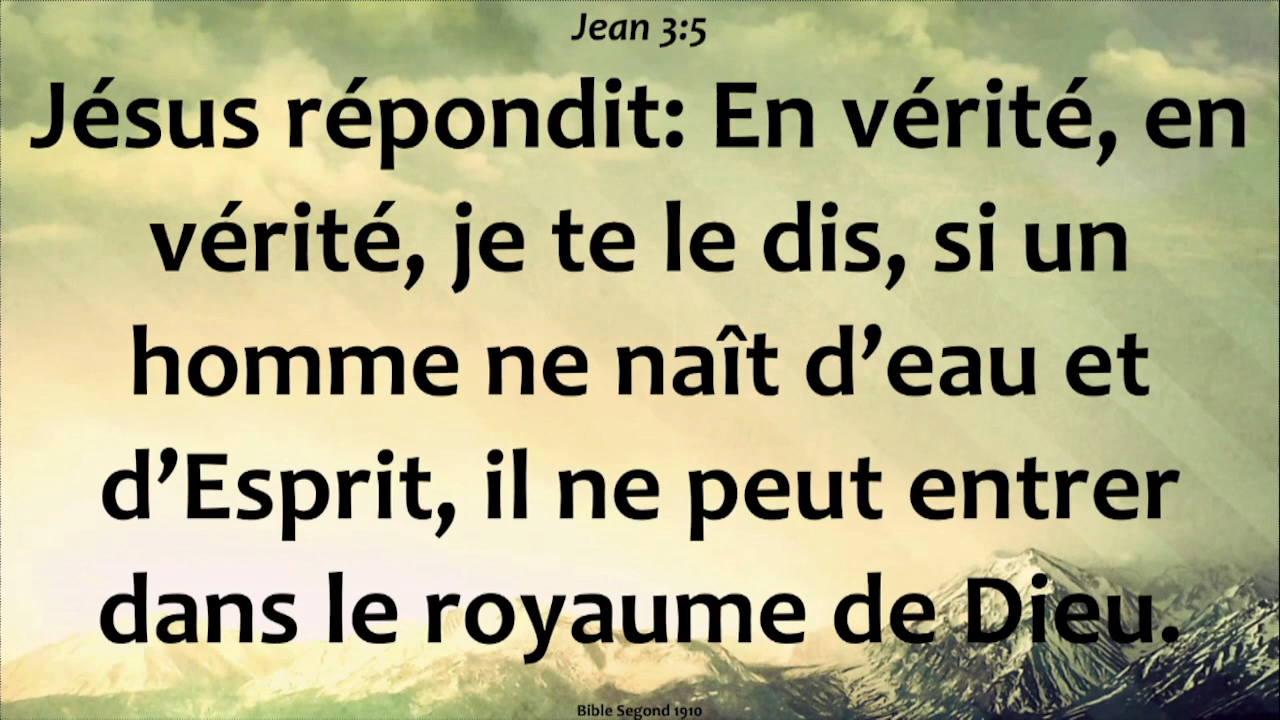 Jean 3:5
Jésus répondit: En vérité, en
vérité, je te le dis, si un
homme ne naît d’eau et
d’Esprit, il ne peut entrer
dans le royaume de Dieu.
Bible Segond 1910